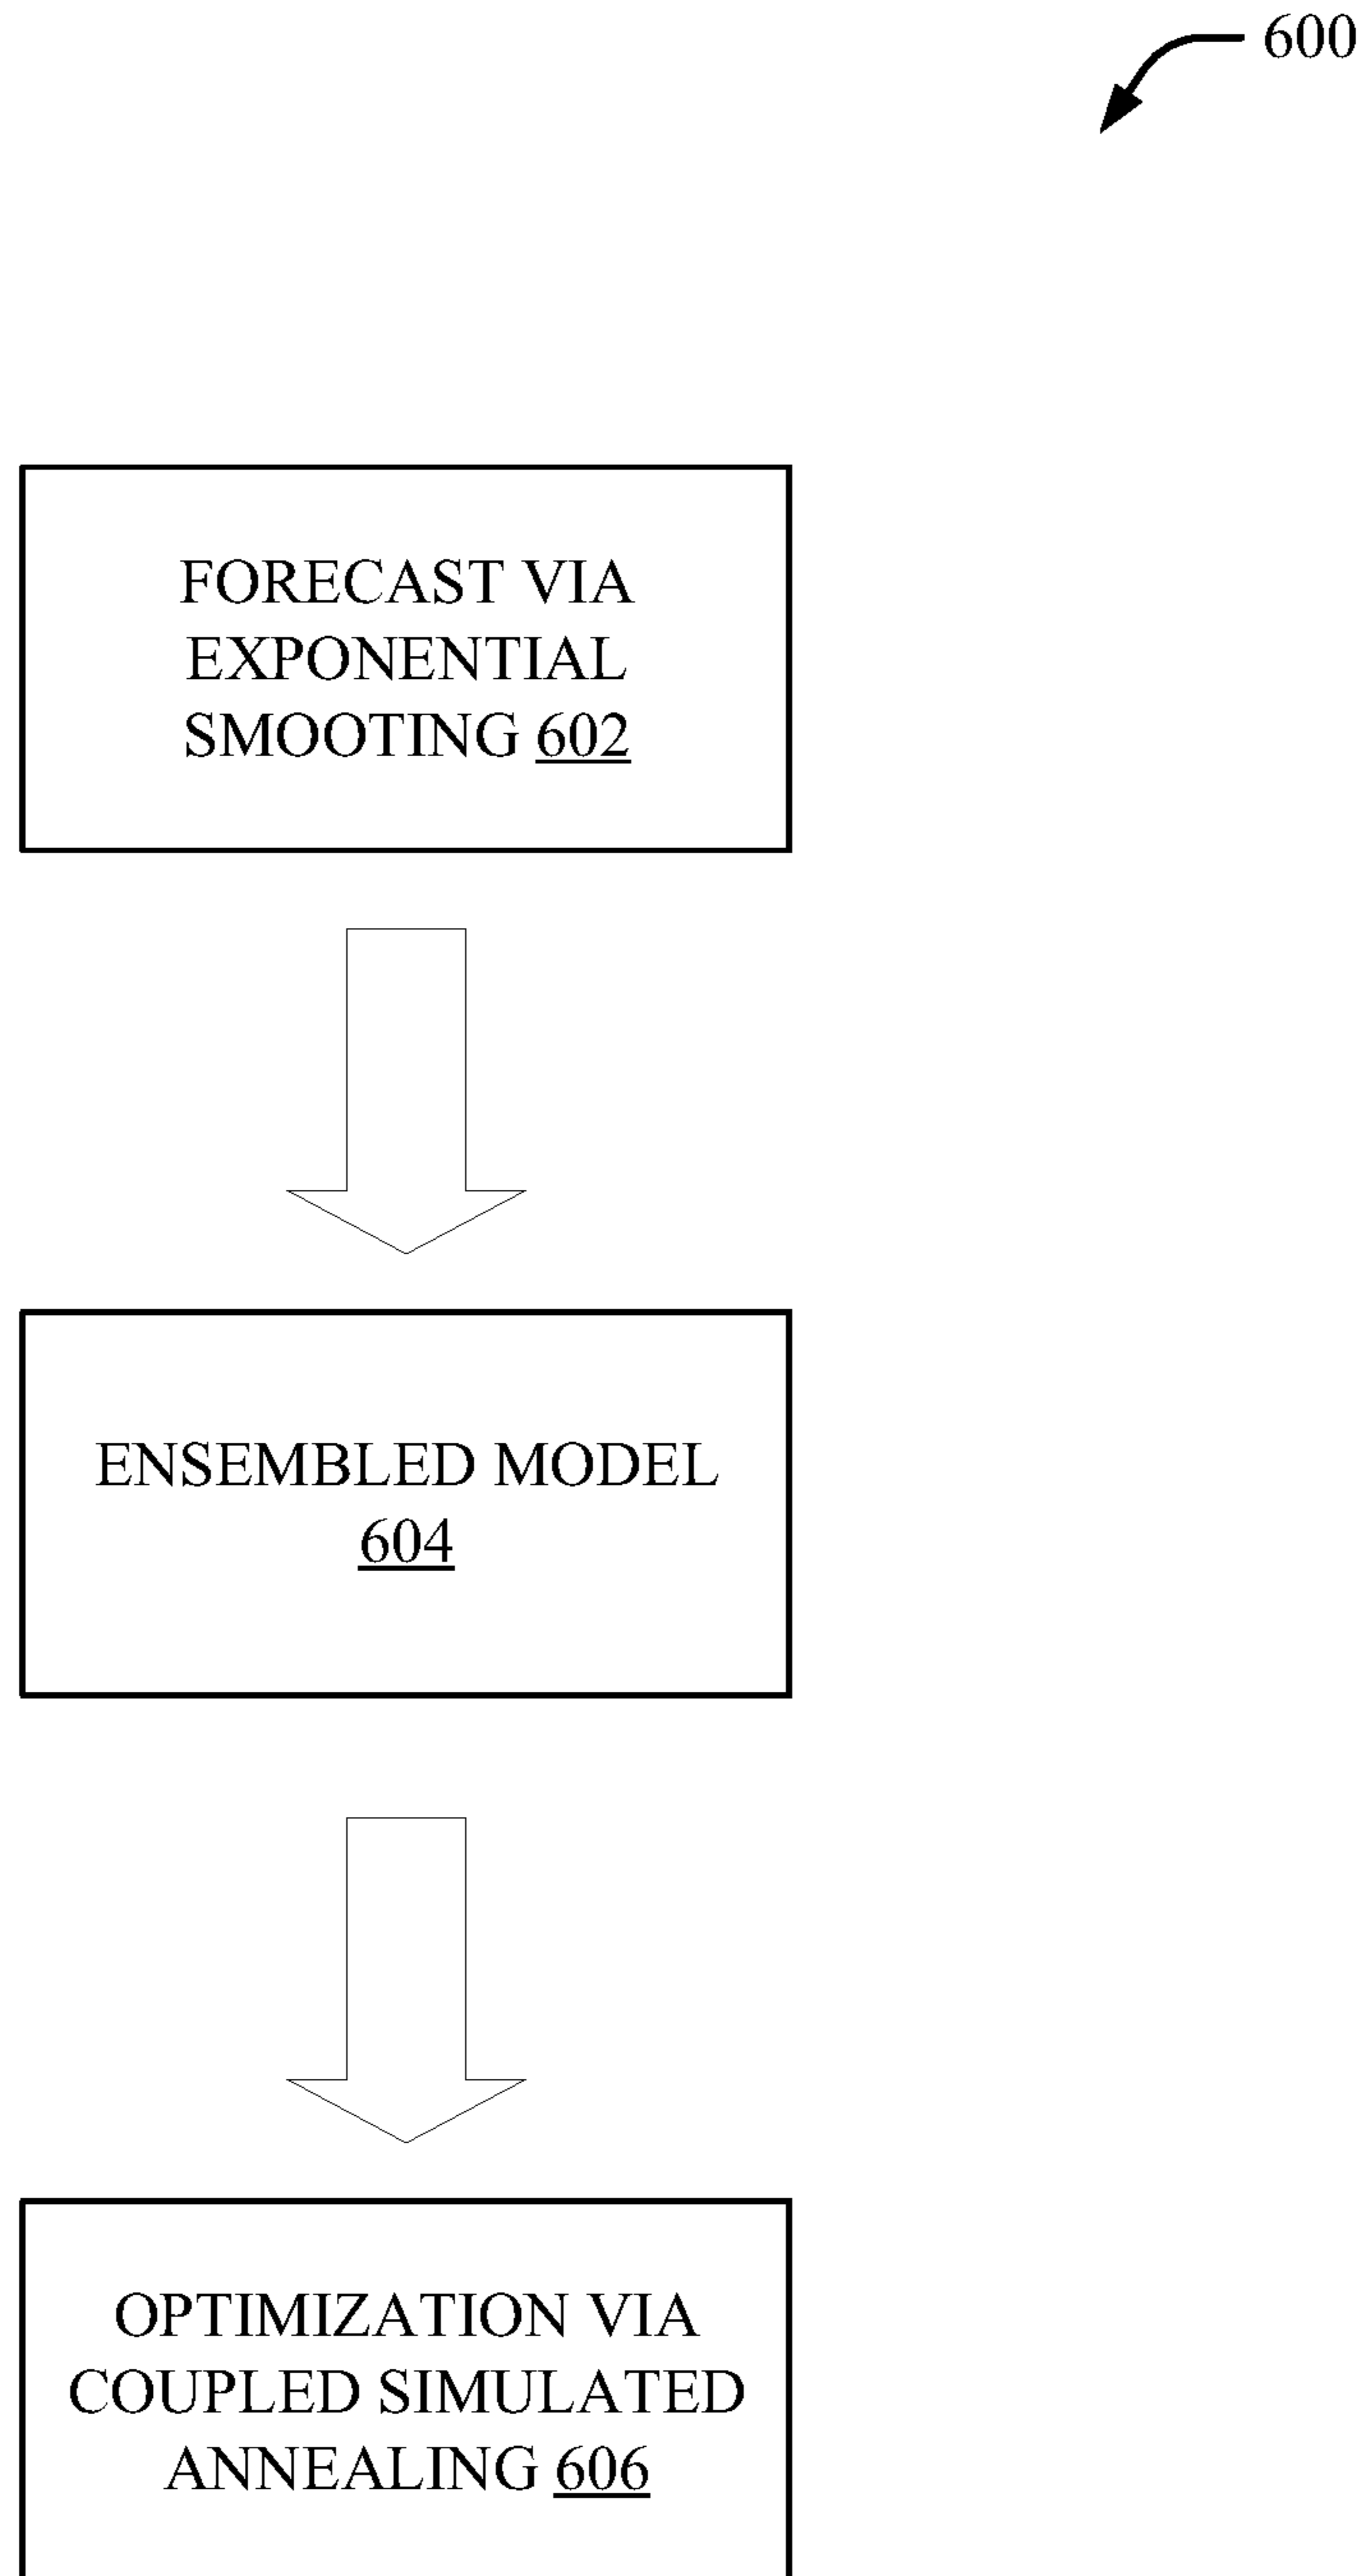 600
FORECAST VIA
EXPONENTIAL
SMOOTING 602
ENSEMBLED MODEL
604
OPTIMIZATION VIA
COUPLED SIMULATED
ANNEALING 606